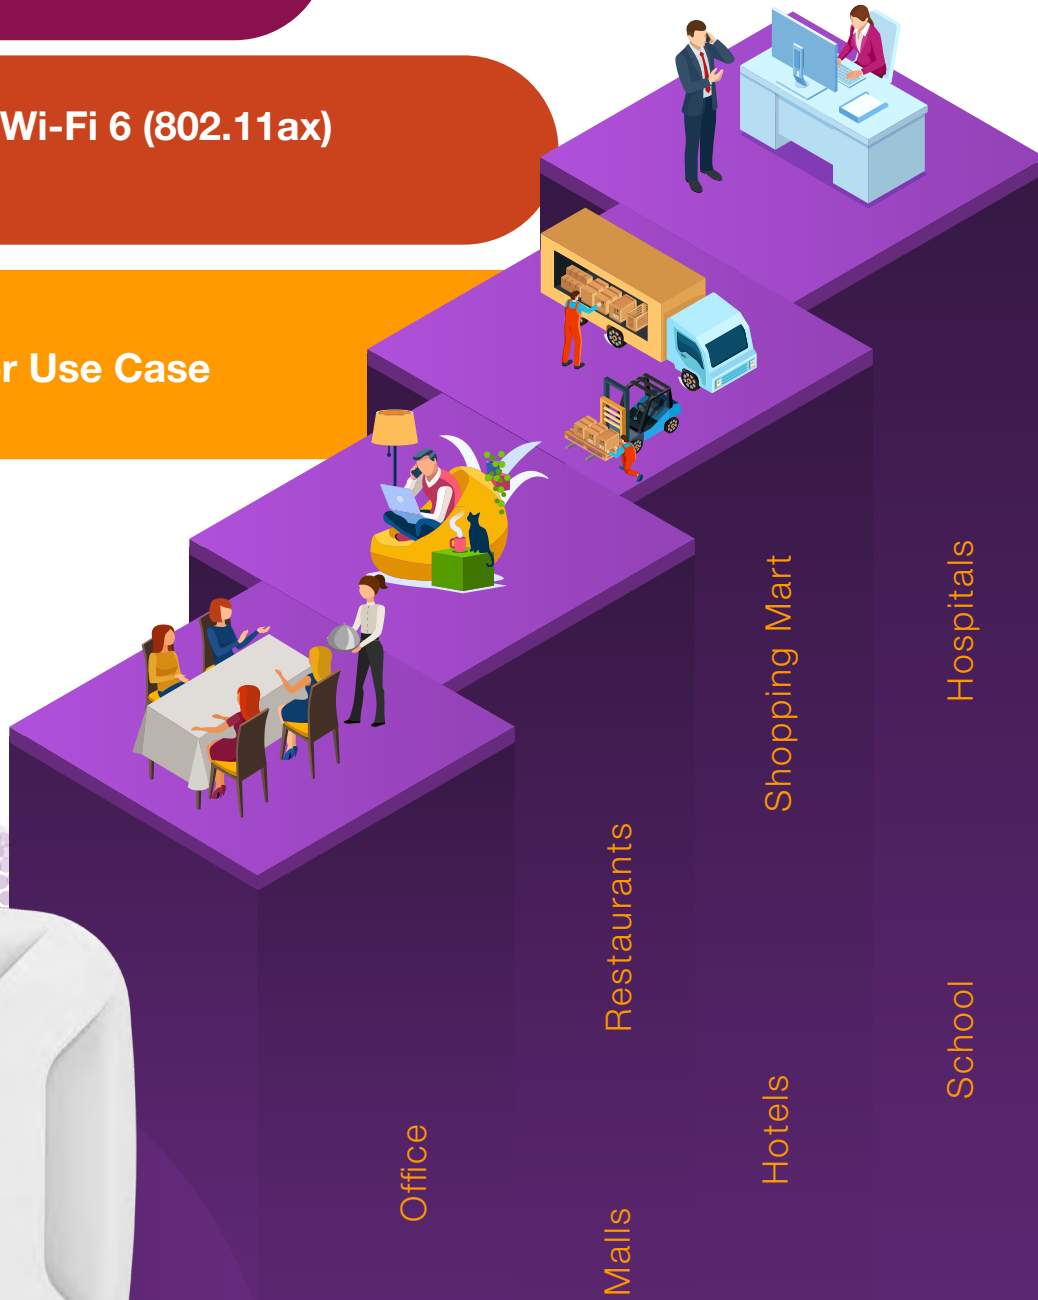 Wi-Fi 6 (802.11ax)
r Use Case
Office
Restaurants
Malls
Shopping Mart
Hotels
Hospitals
School